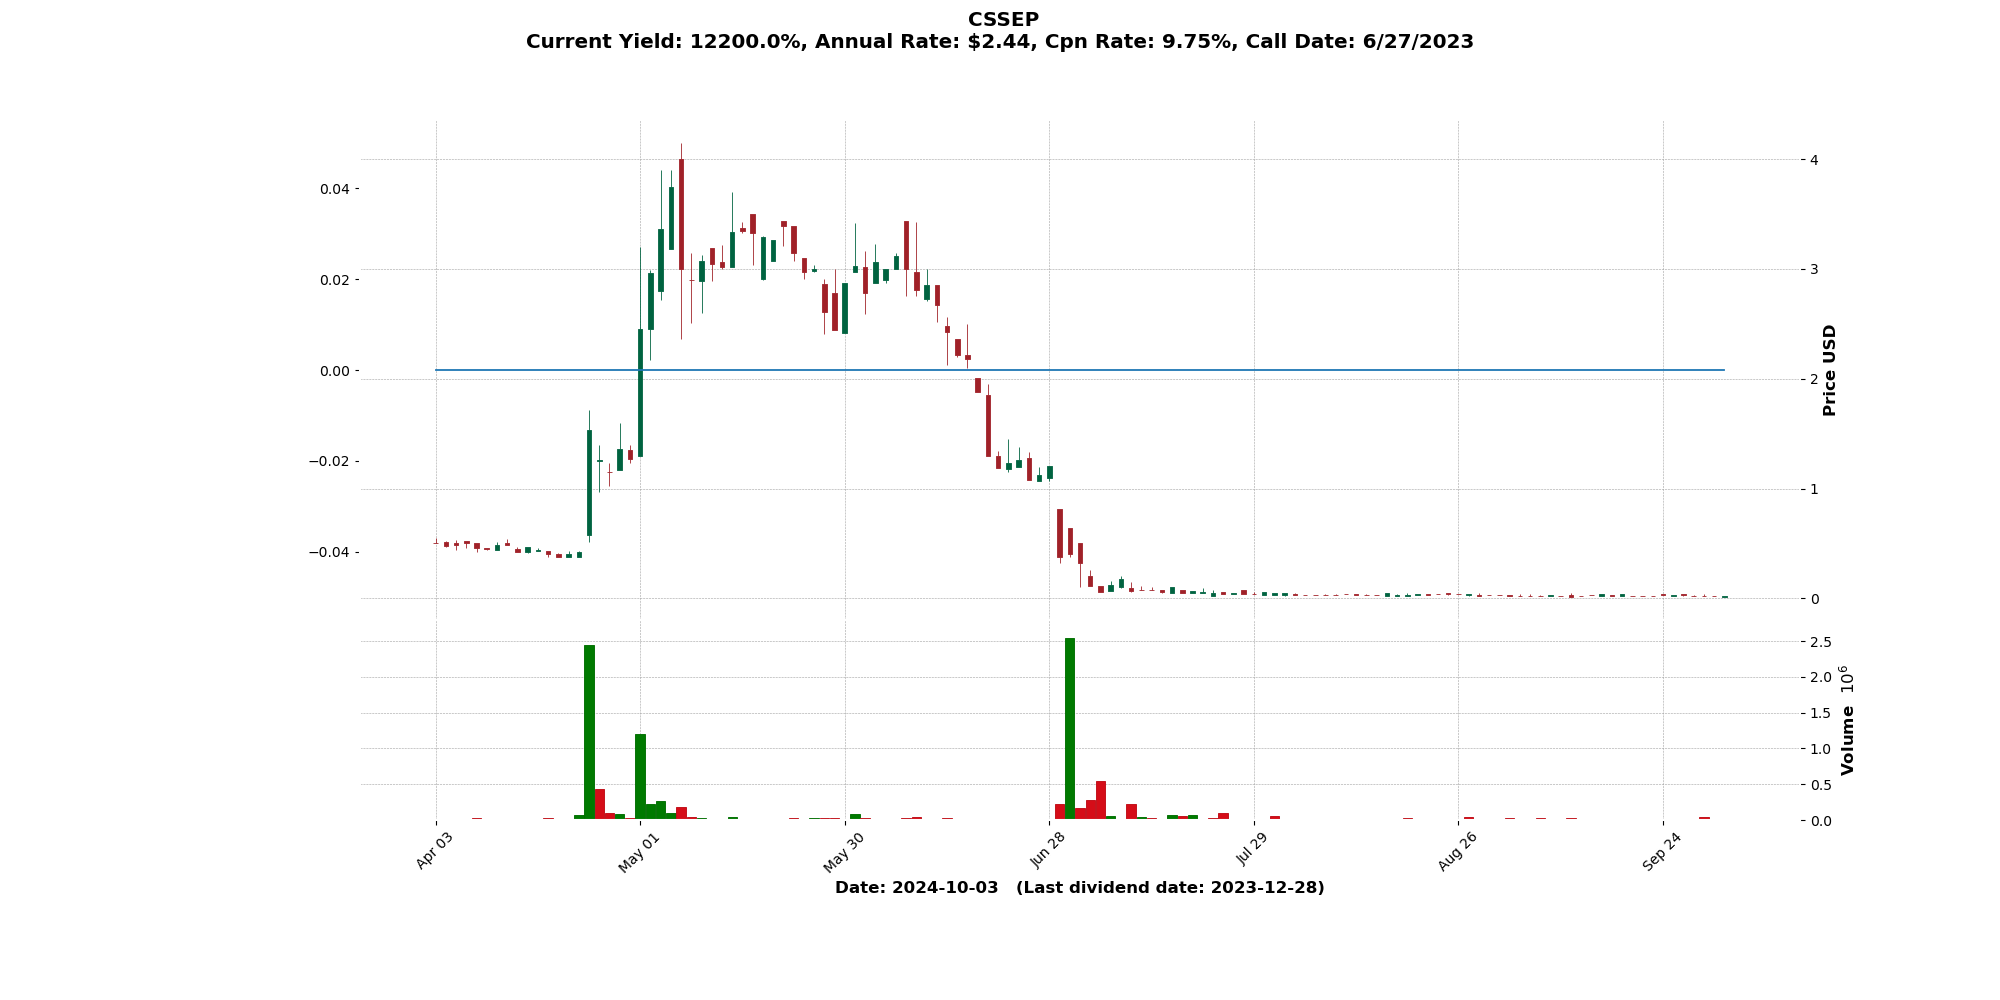 CSSEP
Current Yield: 12200.0%, Annual Rate: $2.44, Cpn Rate: 9.75%, Call Date: 6/27/2023
0.04
0.02
0.00
−0.02
−0.04
4
3
2
1
0
Price USD
2.5
2.0
1.5
1.0
0.5
0.0
Volume 10^6
Apr 03
May 01
May 30
Jun 28
Jul 29
Aug 26
Sep 24
Date: 2024-10-03 (Last dividend date: 2023-12-28)